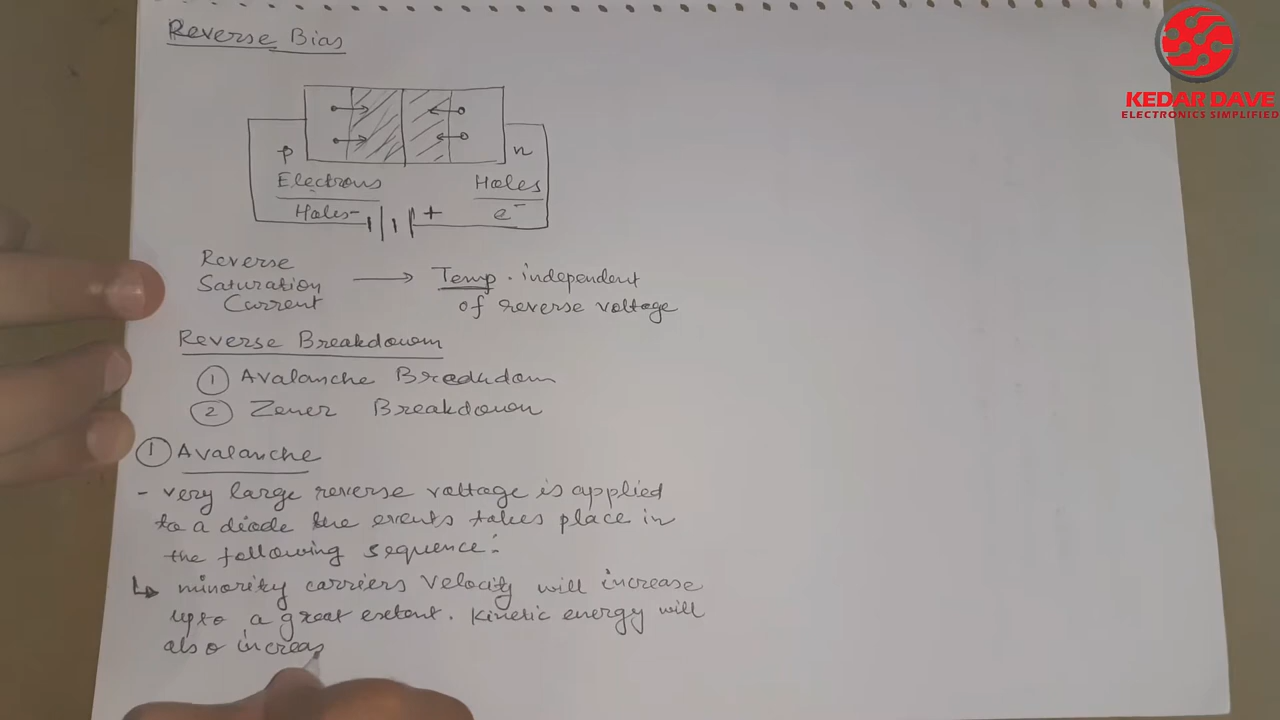 Reverse Bias
KEDAR DAVE
ELECTRONICS SIMPLIFIED
p
n
Electrons
Holes
Holes
e⁻
- +
Reverse
Saturation
Current
→ Temp. independent
of reverse voltage
Reverse Breakdown
① Avalanche Breakdown
② Zener Breakdown
① Avalanche
- very large reverse voltage is applied
to a diode the events takes place in
the following sequence:
↳ minority carriers velocity will increase
upto a great extent. Kinetic energy will
also increas